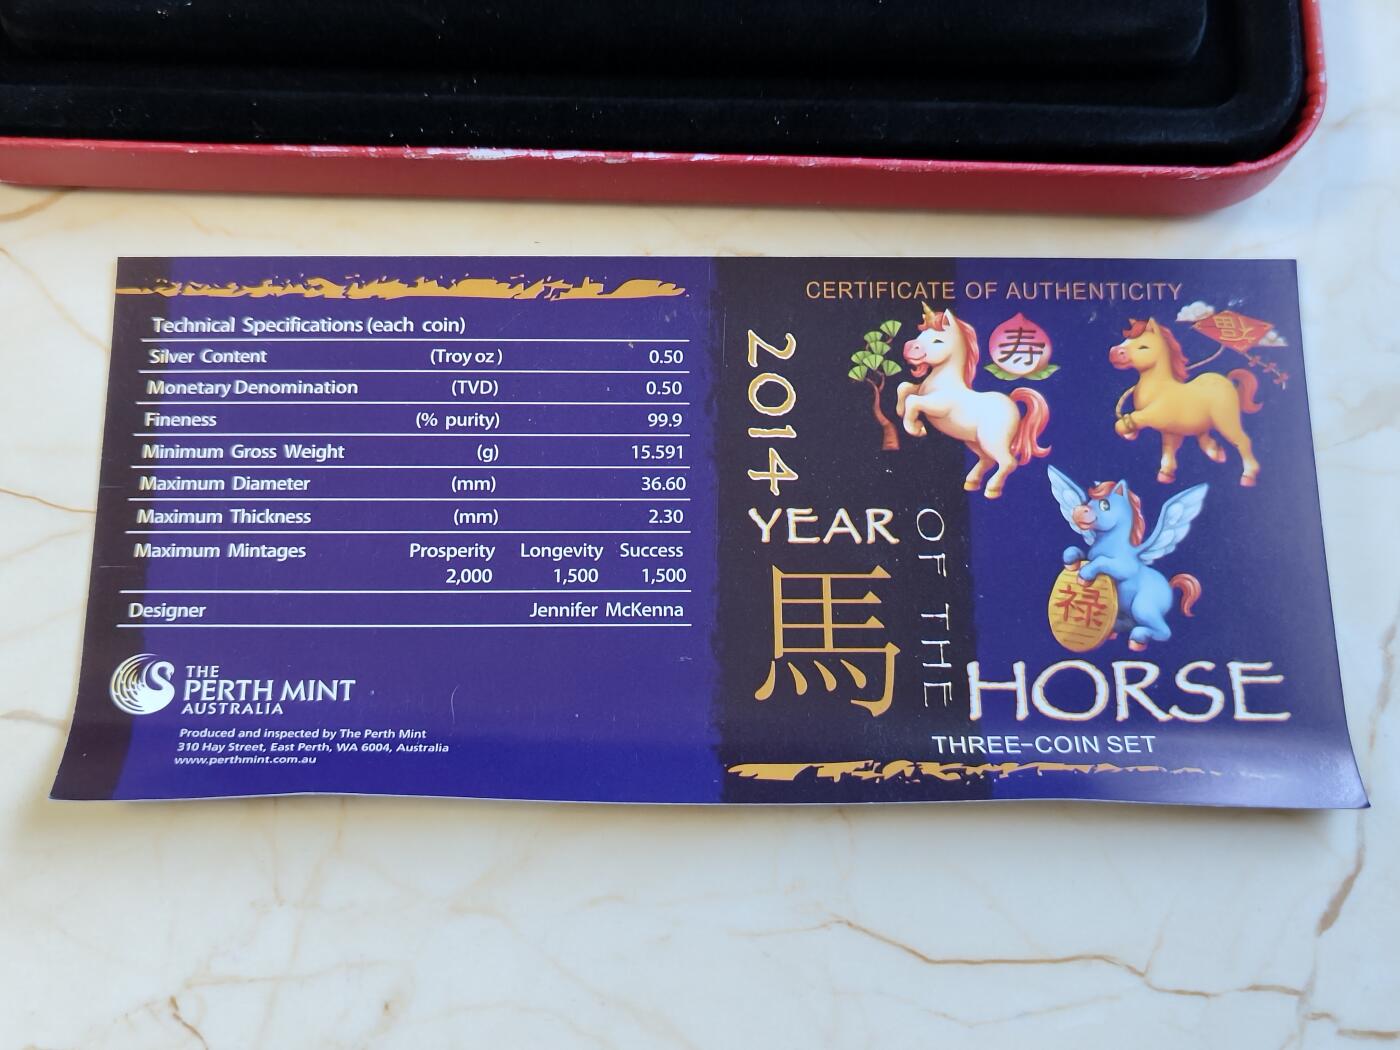 Technical Specifications (each coin)
Silver Content (Troy oz) 0.50
Monetary Denomination (TVD) 0.50
Fineness (% purity) 99.9
Minimum Gross Weight (g) 15.591
Maximum Diameter (mm) 36.60
Maximum Thickness (mm) 2.30
Maximum Mintages Prosperity Longevity Success
2,000 1,500 1,500
Designer Jennifer McKenna
THE
PERTH MINT
AUSTRALIA
Produced and inspected by The Perth Mint
310 Hay Street, East Perth, WA 6004, Australia
www.perthmint.com.au
CERTIFICATE OF AUTHENTICITY
寿
福
禄
2014
YEAR
馬
OF THE
HORSE
THREE-COIN SET